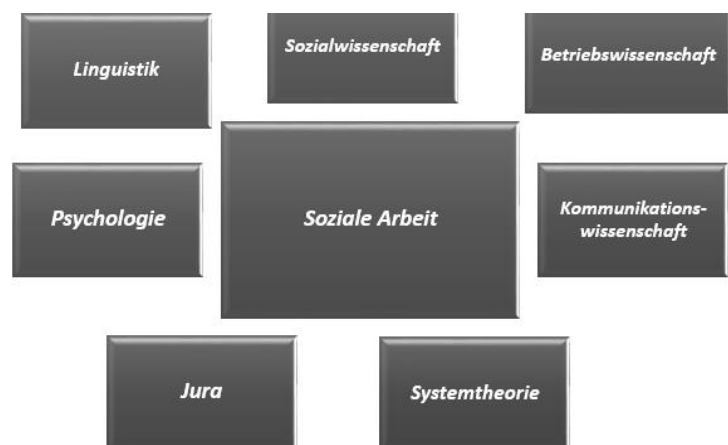 Linguistik
Sozialwissenschaft
Betriebswissenschaft
Psychologie
Soziale Arbeit
Kommunikations-
wissenschaft
Jura
Systemtheorie